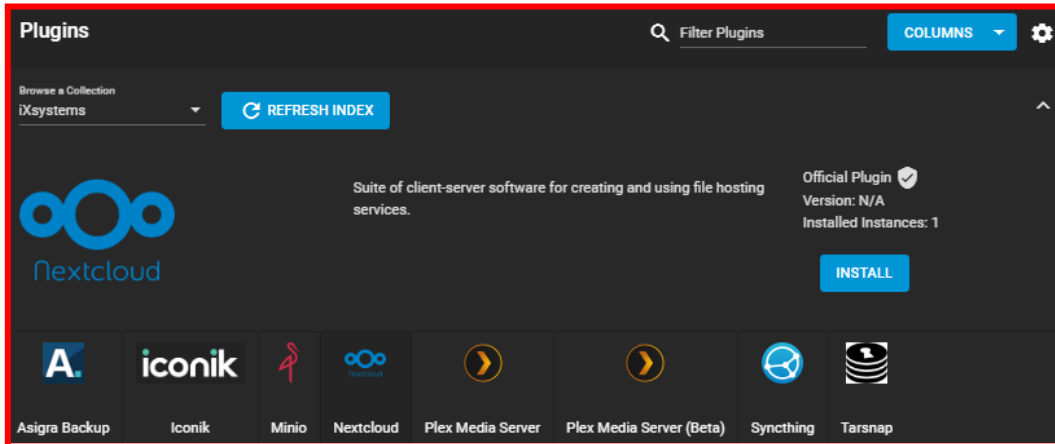 Plugins
Filter Plugins
COLUMNS
Browse a Collection
iXsystems
REFRESH INDEX
Suite of client-server software for creating and using file hosting
services.
Official Plugin
Version: N/A
Installed Instances: 1
INSTALL
Nextcloud
A.
iconik
Nextcloud
Asigra Backup
Iconik
Minio
Nextcloud
Plex Media Server
Plex Media Server (Beta)
Syncthing
Tarsnap